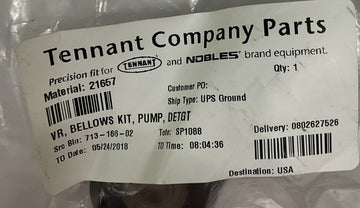 Tennant Company Parts
Precision fit for TENNANT and NOBLES® brand equipment.
Material: 21657
Customer PO:
Qty: 1
Ship Type: UPS Ground
VR, BELLOWS KIT, PUMP, DETGT
Src Bin: 713-166-02
Tote: SP1088
Delivery: 0802627526
TO Date: 05/24/2018
TO Time: 08:04:36
Destination: USA